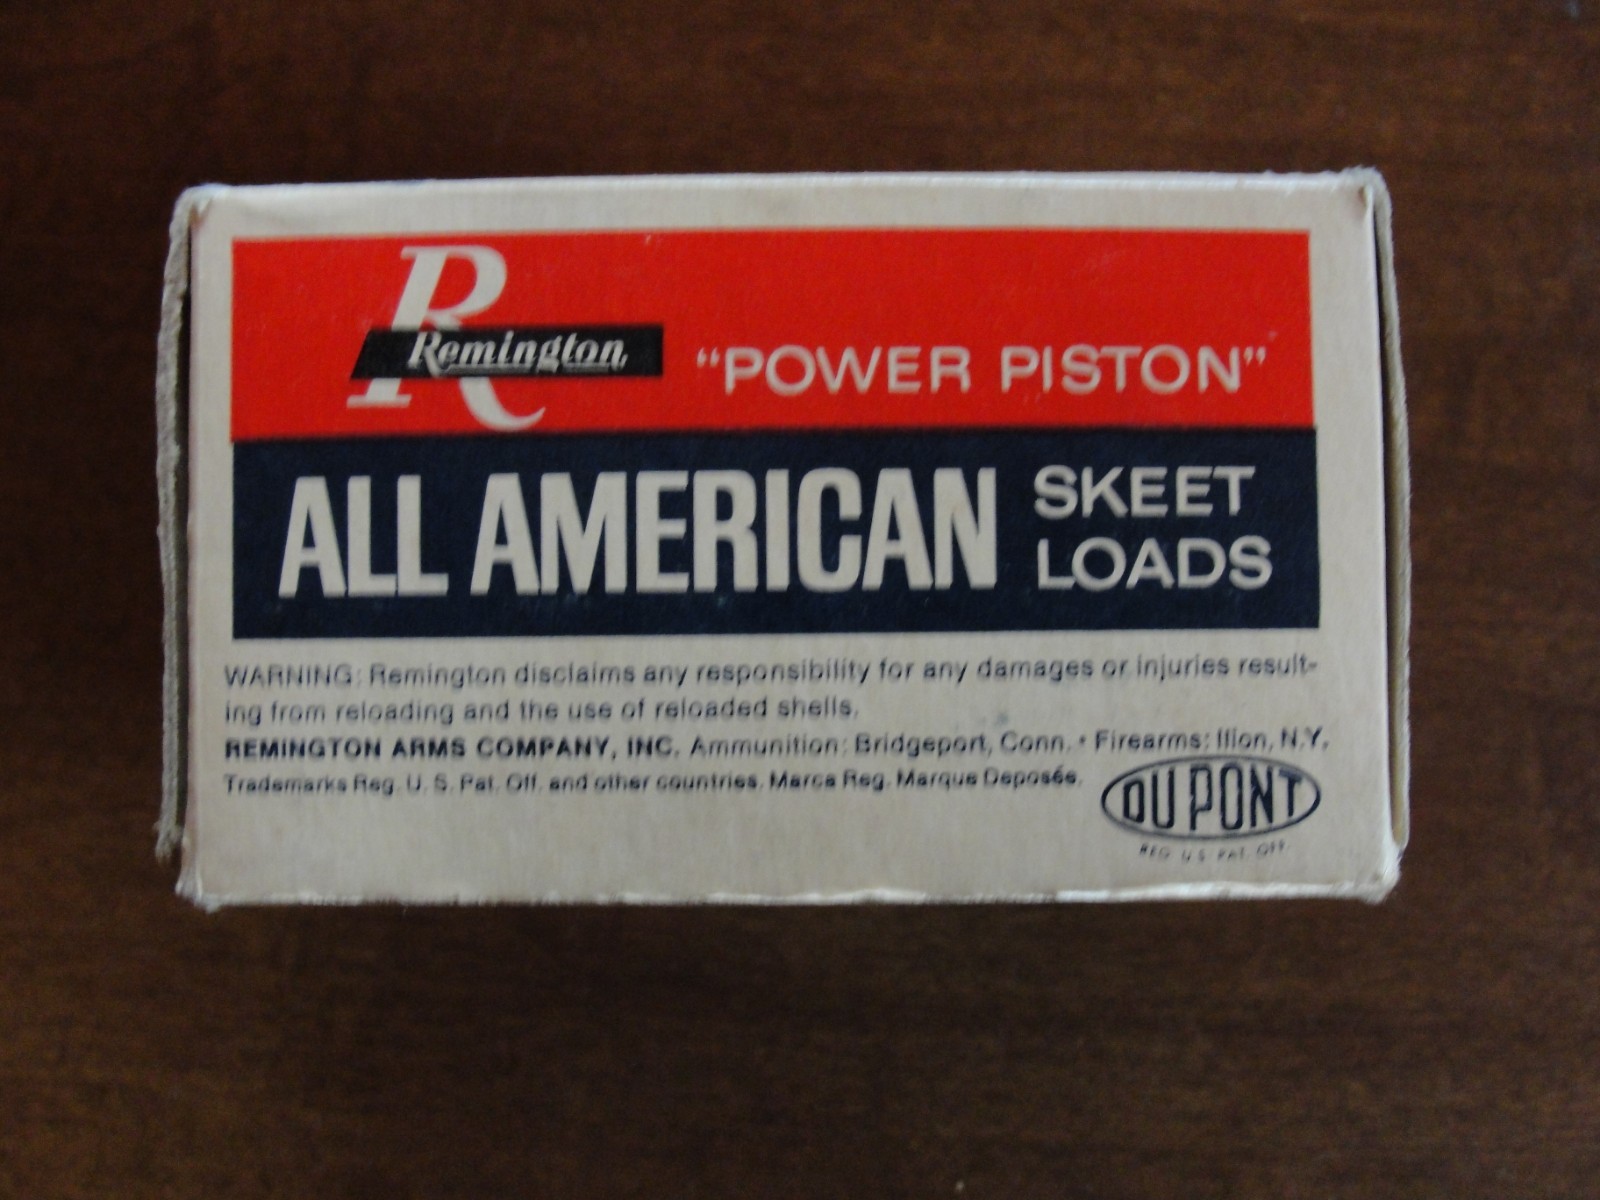 R
Remington
“POWER PISTON”
ALL AMERICAN SKEET
LOADS
WARNING: Remington disclaims any responsibility for any damages or injuries result-
ing from reloading and the use of reloaded shells.
REMINGTON ARMS COMPANY, INC. Ammunition: Bridgeport, Conn. • Firearms: Ilion, N.Y.
Trademarks Reg. U. S. Pat. Off. and other countries. Marca Reg. Marque Deposée.
DU PONT
REG. U.S. PAT. OFF.